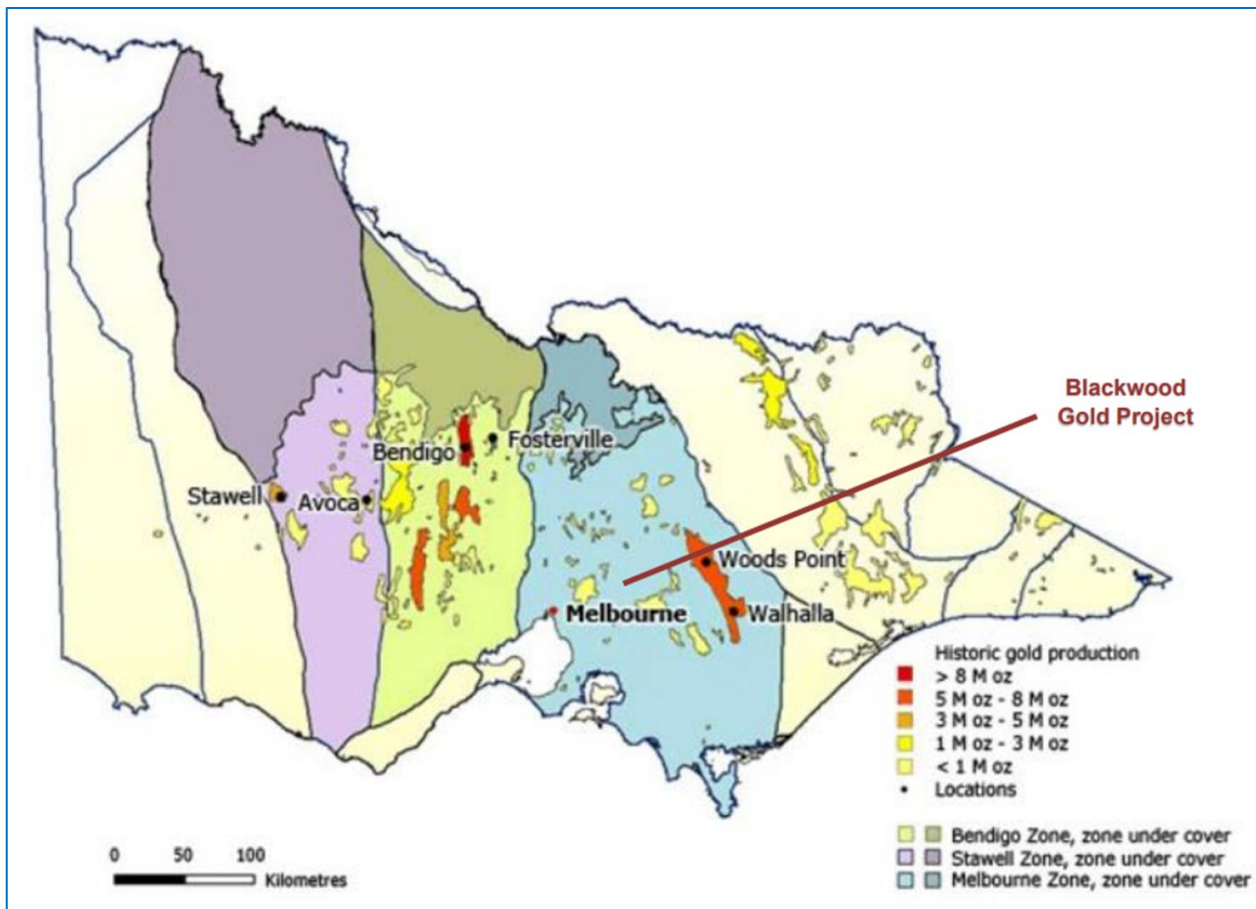 Blackwood
Gold Project
Fosterville
Bendigo
Stawell
Avoca
Woods Point
Melbourne
Walhalla
Historic gold production
> 8 M oz
5 M oz - 8 M oz
3 M oz - 5 M oz
1 M oz - 3 M oz
< 1 M oz
Locations
Bendigo Zone, zone under cover
Stawell Zone, zone under cover
Melbourne Zone, zone under cover
0 50 100
Kilometres